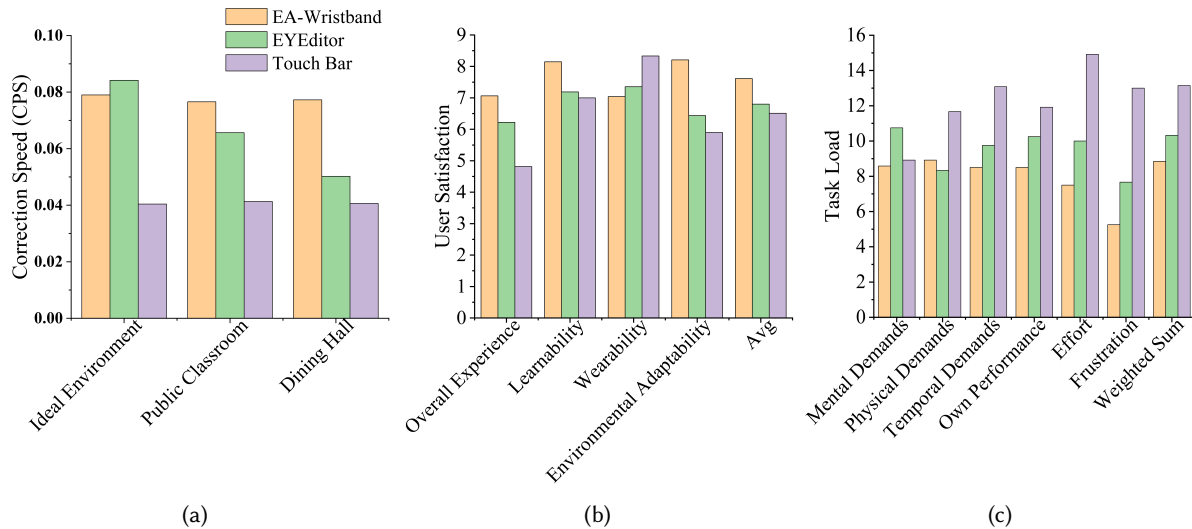 EA-Wristband
EYEditor
Touch Bar
Correction Speed (CPS)
0.10
0.08
0.06
0.04
0.02
0.00
Ideal Environment
Public Classroom
Dining Hall
(a)
User Satisfaction
9
8
7
6
5
4
3
2
1
0
Overall Experience
Learnability
Wearability
Environmental Adaptability
Avg
(b)
Task Load
16
14
12
10
8
6
4
2
0
Mental Demands
Physical Demands
Temporal Demands
Own Performance
Effort
Frustration
Weighted Sum
(c)